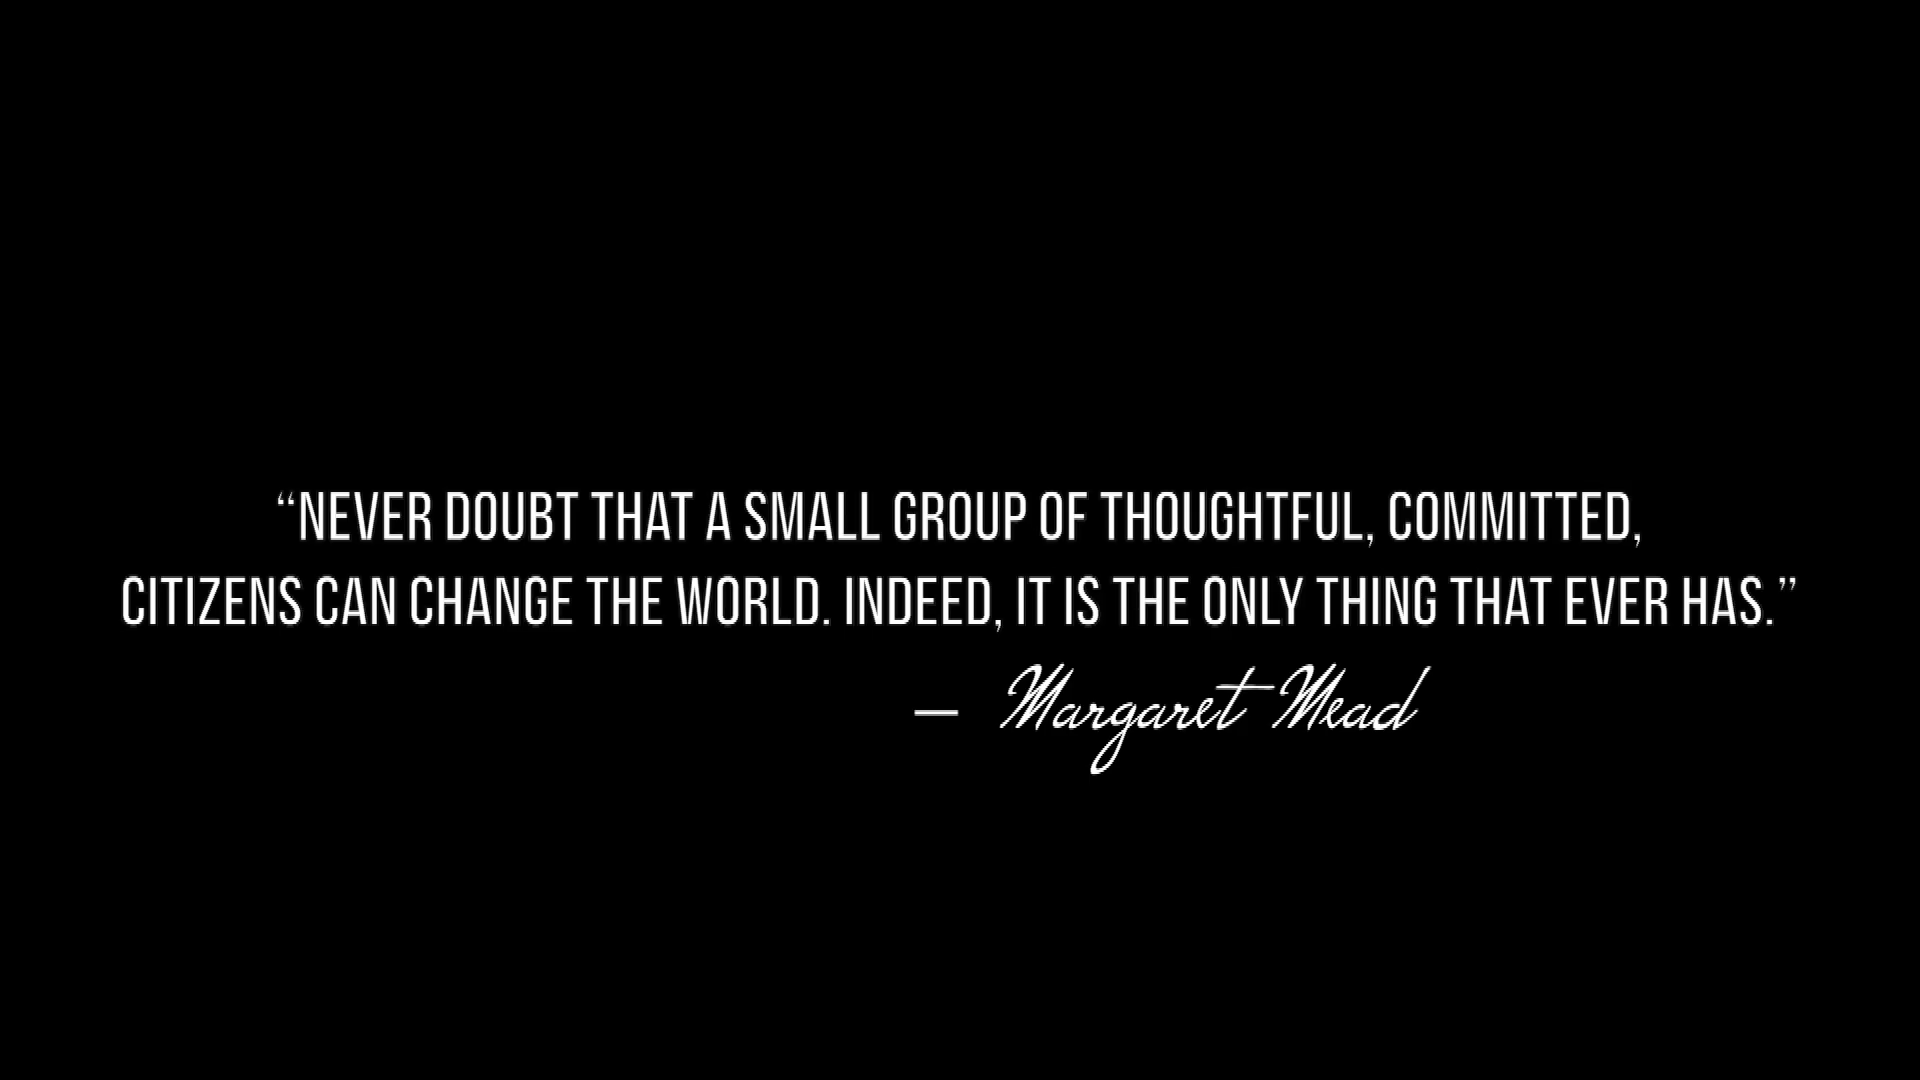 “NEVER DOUBT THAT A SMALL GROUP OF THOUGHTFUL, COMMITTED,
CITIZENS CAN CHANGE THE WORLD. INDEED, IT IS THE ONLY THING THAT EVER HAS.”
— Margaret Mead